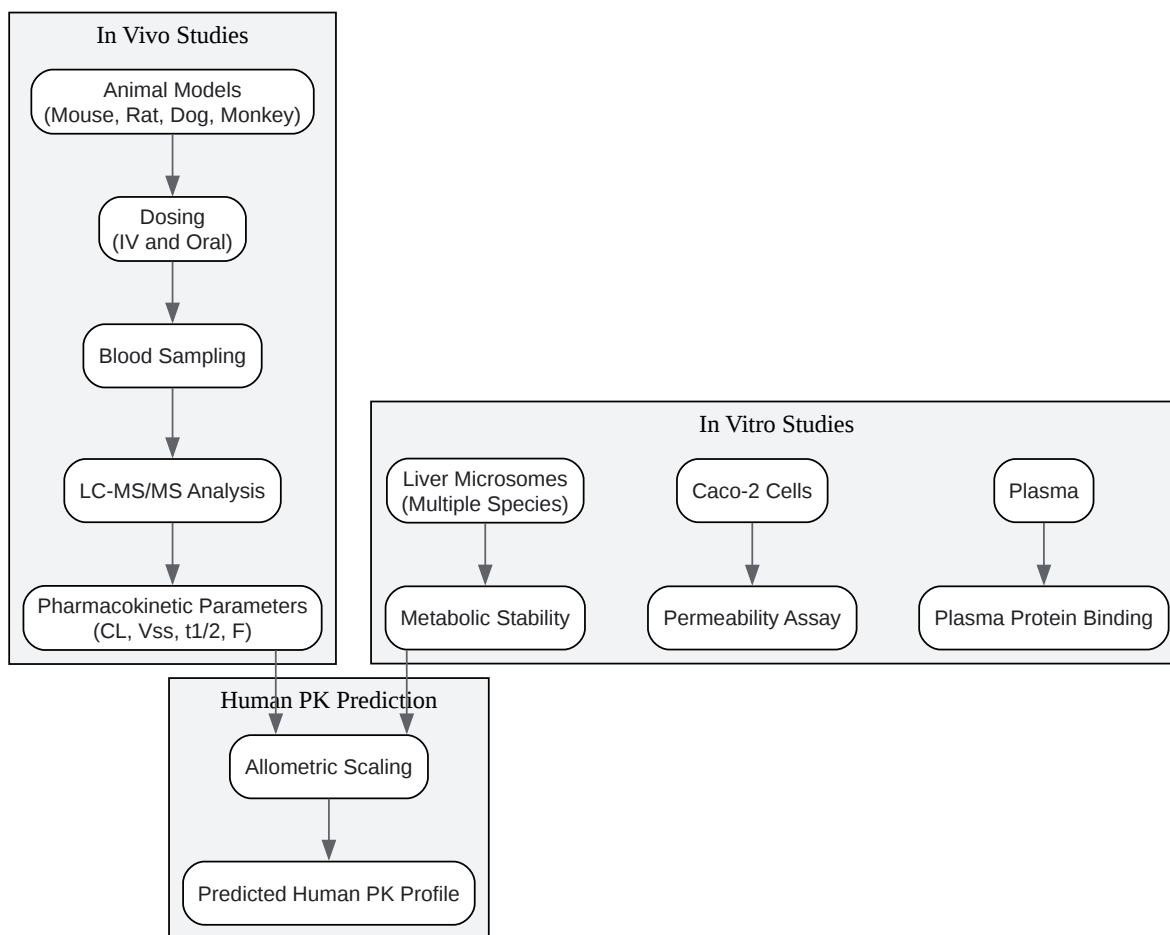 In Vivo Studies
Animal Models
(Mouse, Rat, Dog, Monkey)
Dosing
(IV and Oral)
Blood Sampling
LC-MS/MS Analysis
Pharmacokinetic Parameters
(CL, Vss, t1/2, F)
In Vitro Studies
Liver Microsomes
(Multiple Species)
Caco-2 Cells
Plasma
Metabolic Stability
Permeability Assay
Plasma Protein Binding
Human PK Prediction
Allometric Scaling
Predicted Human PK Profile